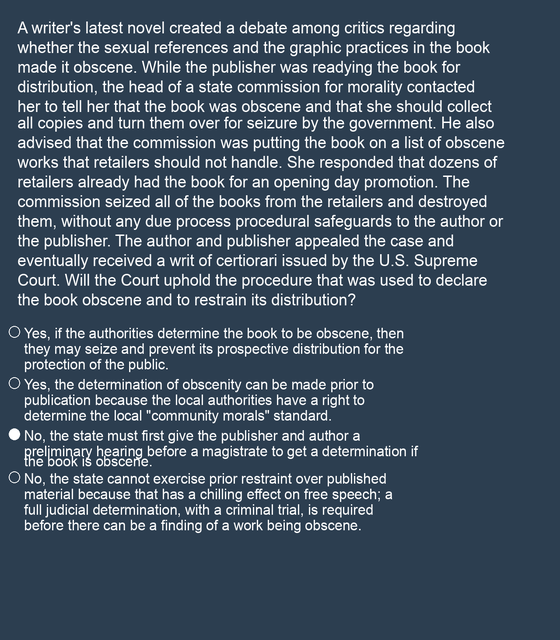 A writer's latest novel created a debate among critics regarding
whether the sexual references and the graphic practices in the book
made it obscene. While the publisher was readying the book for
distribution, the head of a state commission for morality contacted
her to tell her that the book was obscene and that she should collect
all copies and turn them over for seizure by the government. He also
advised that the commission was putting the book on a list of obscene
works that retailers should not handle. She responded that dozens of
retailers already had the book for an opening day promotion. The
commission seized all of the books from the retailers and destroyed
them, without any due process procedural safeguards to the author or
the publisher. The author and publisher appealed the case and
eventually received a writ of certiorari issued by the U.S. Supreme
Court. Will the Court uphold the procedure that was used to declare
the book obscene and to restrain its distribution?
Yes, if the authorities determine the book to be obscene, then
they may seize and prevent its prospective distribution for the
protection of the public.
Yes, the determination of obscenity can be made prior to
publication because the local authorities have a right to
determine the local "community morals" standard.
No, the state must first give the publisher and author a
preliminary hearing before a magistrate to get a determination if
the book is obscene.
No, the state cannot exercise prior restraint over published
material because that has a chilling effect on free speech; a
full judicial determination, with a criminal trial, is required
before there can be a finding of a work being obscene.